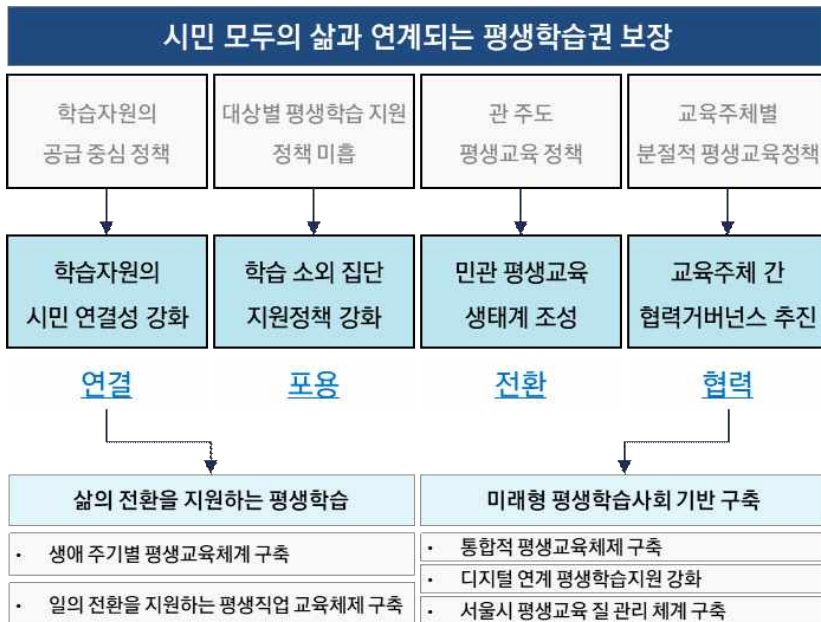 시민 모두의 삶과 연계되는 평생학습권 보장
학습자원의
공급 중심 정책
대상별 평생학습 지원
정책 미흡
관 주도
평생교육 정책
교육주체별
분절적 평생교육정책
학습자원의
시민 연결성 강화
학습 소외 집단
지원정책 강화
민관 평생교육
생태계 조성
교육주체 간
협력거버넌스 추진
연결
포용
전환
협력
삶의 전환을 지원하는 평생학습
· 생애 주기별 평생교육체계 구축
· 일의 전환을 지원하는 평생직업 교육체제 구축
미래형 평생학습사회 기반 구축
· 통합적 평생교육체제 구축
· 디지털 연계 평생학습지원 강화
· 서울시 평생교육 질 관리 체계 구축